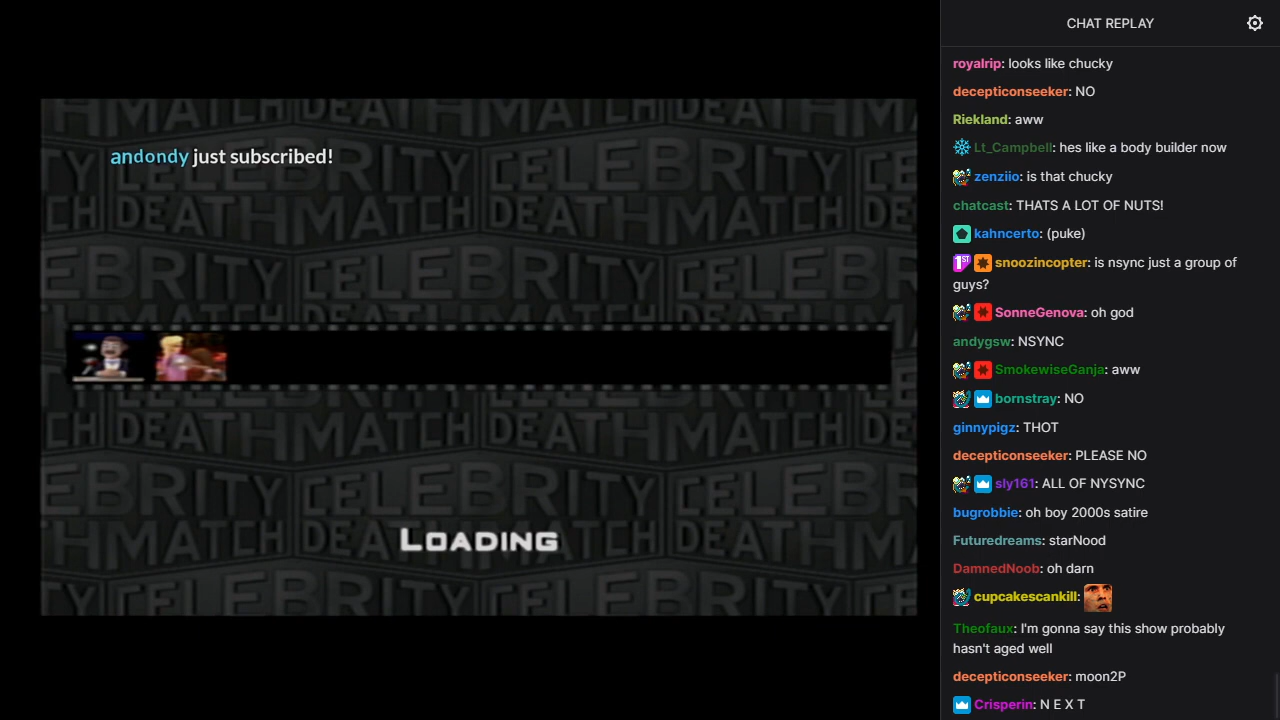 andondy just subscribed!
CELEBRITY DEATHMATCH
LOADING
CHAT REPLAY
royalrip: looks like chucky
decepticonseeker: NO
Riekland: aww
Lt_Campbell: hes like a body builder now
zenziio: is that chucky
chatcast: THATS A LOT OF NUTS!
kahncerto: (puke)
1ST snoozincopter: is nsync just a group of
guys?
SonneGenova: oh god
andygsw: NSYNC
SmokewiseGanja: aww
bornstray: NO
ginnypigz: THOT
decepticonseeker: PLEASE NO
sly161: ALL OF NYSYNC
bugrobbie: oh boy 2000s satire
Futuredreams: starNood
DamnedNoob: oh darn
cupcakescankill:
Theofaux: I'm gonna say this show probably
hasn't aged well
decepticonseeker: moon2P
Crisperin: N E X T